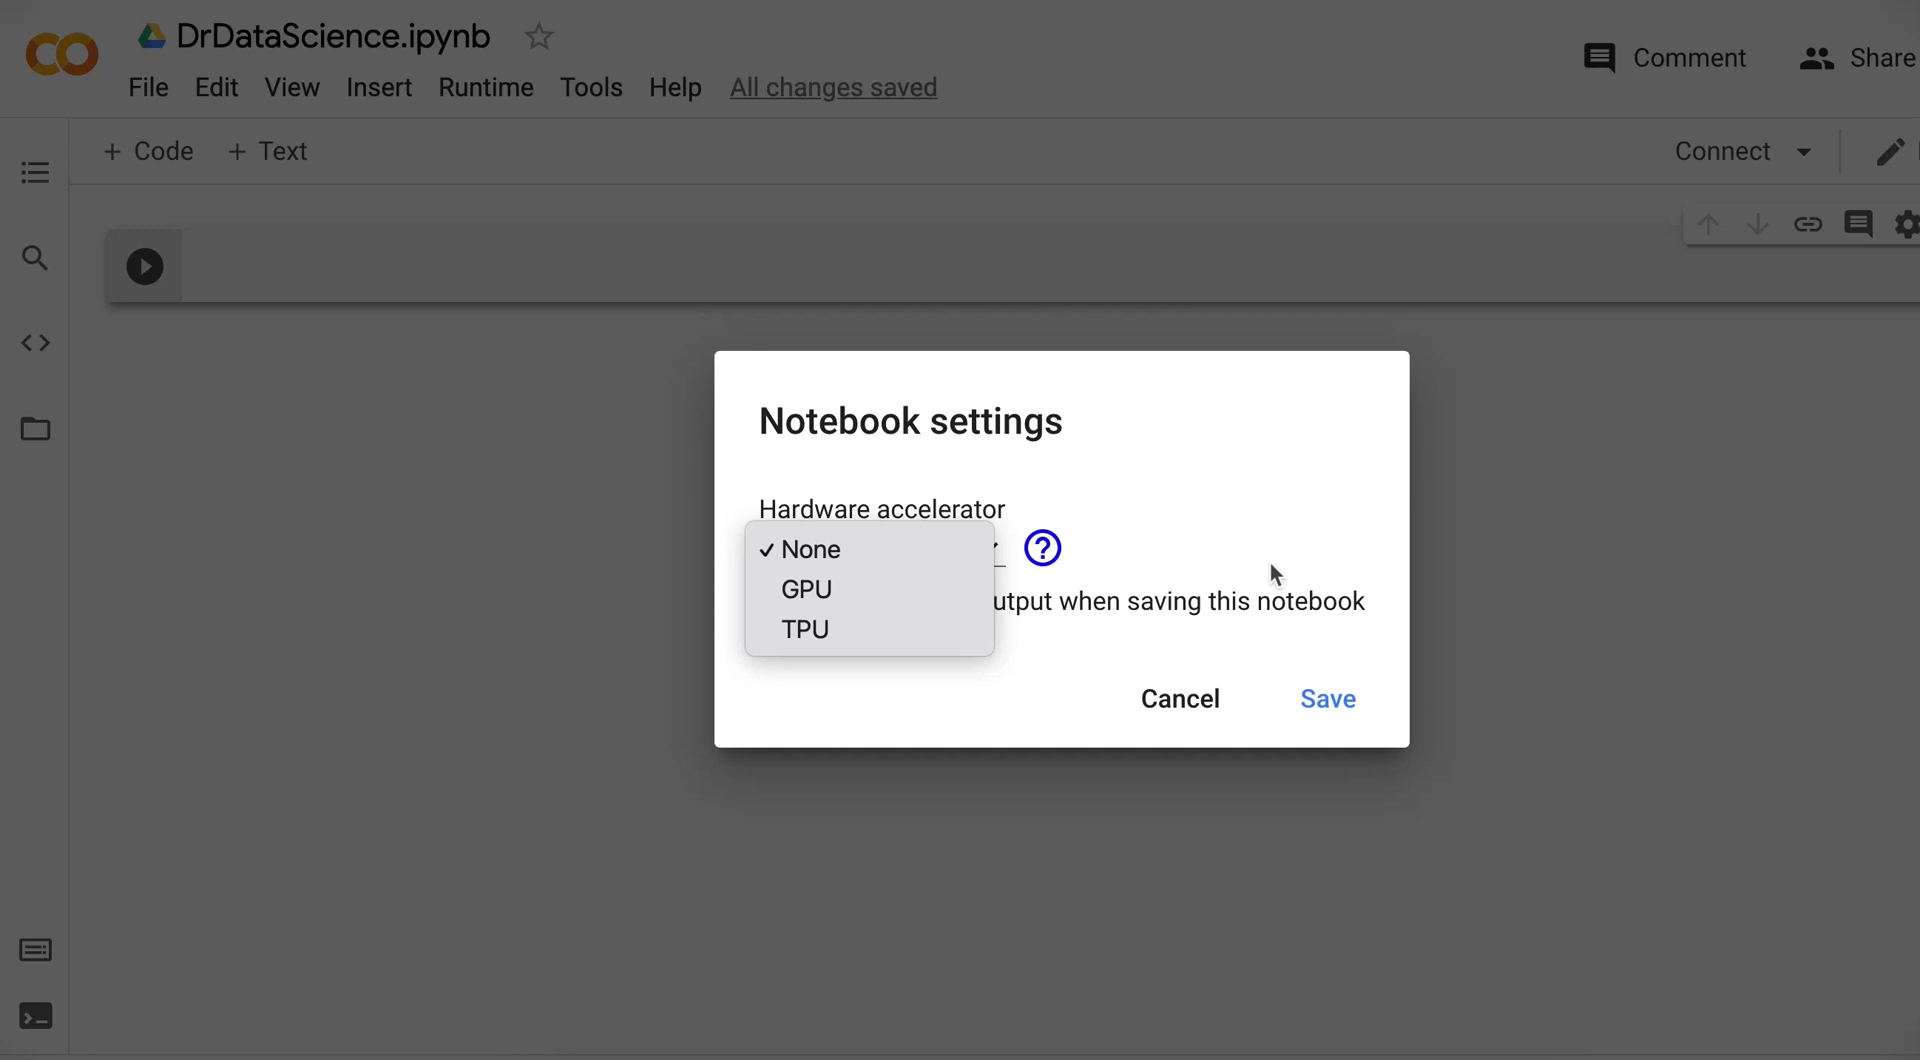 DrDataScience.ipynb
Comment
Share
File Edit View Insert Runtime Tools Help All changes saved
+ Code + Text
Connect
Notebook settings
Hardware accelerator
✓ None
?
GPU
utput when saving this notebook
TPU
Cancel Save